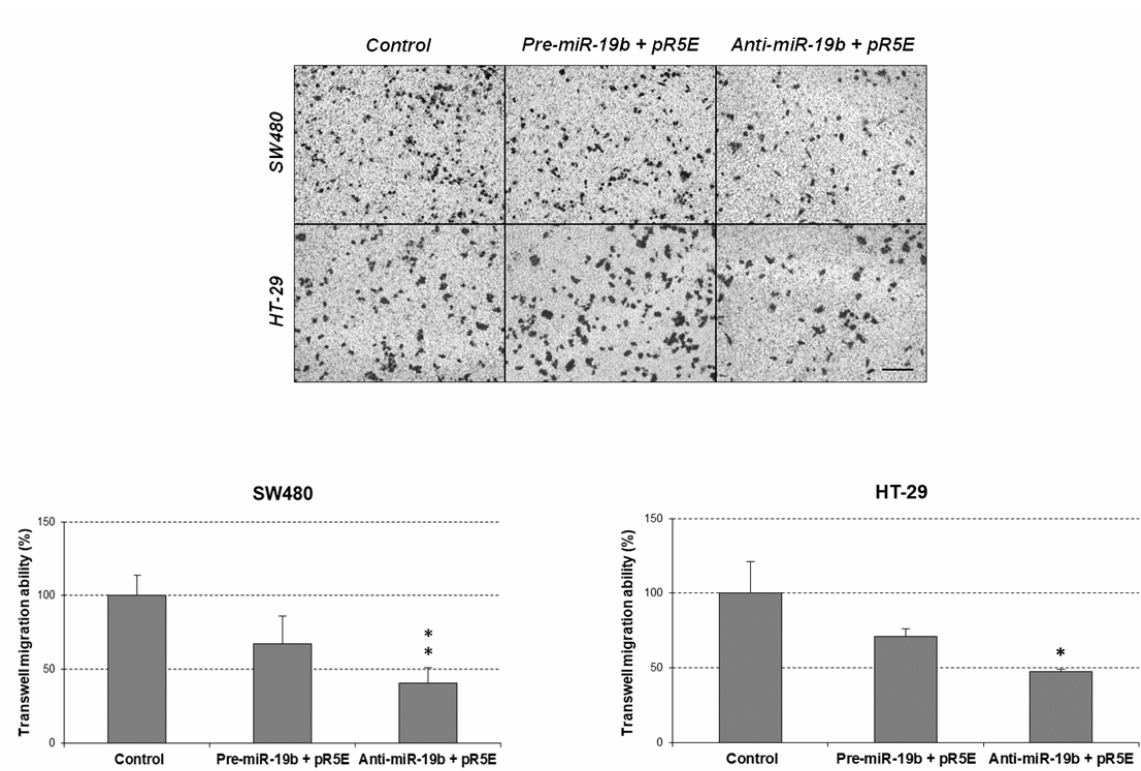 Control Pre-miR-19b + pR5E Anti-miR-19b + pR5E
SW480
HT-29
SW480
Transwell migration ability (%)
150
100
50
0
* *
Control Pre-miR-19b + pR5E Anti-miR-19b + pR5E
HT-29
Transwell migration ability (%)
150
100
50
0
*
Control Pre-miR-19b + pR5E Anti-miR-19b + pR5E